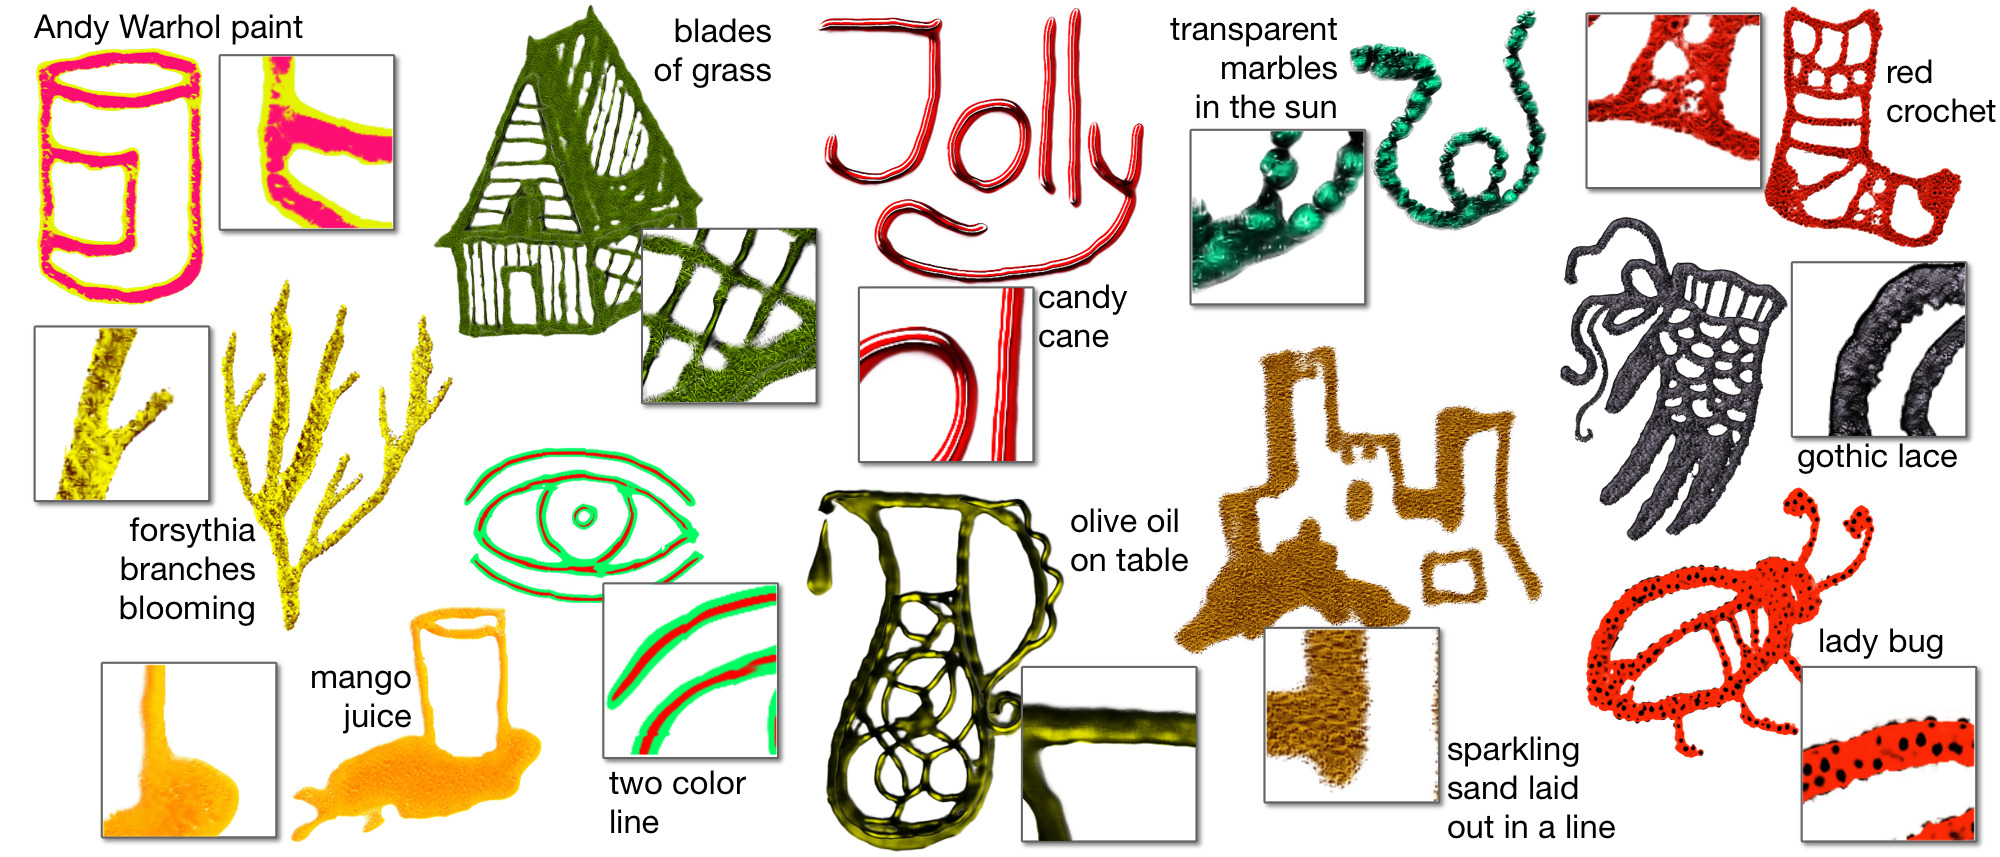 Andy Warhol paint
blades
of grass
Jolly
candy
cane
transparent
marbles
in the sun
red
crochet
gothic lace
forsythia
branches
blooming
mango
juice
two color
line
olive oil
on table
sparkling
sand laid
out in a line
lady bug